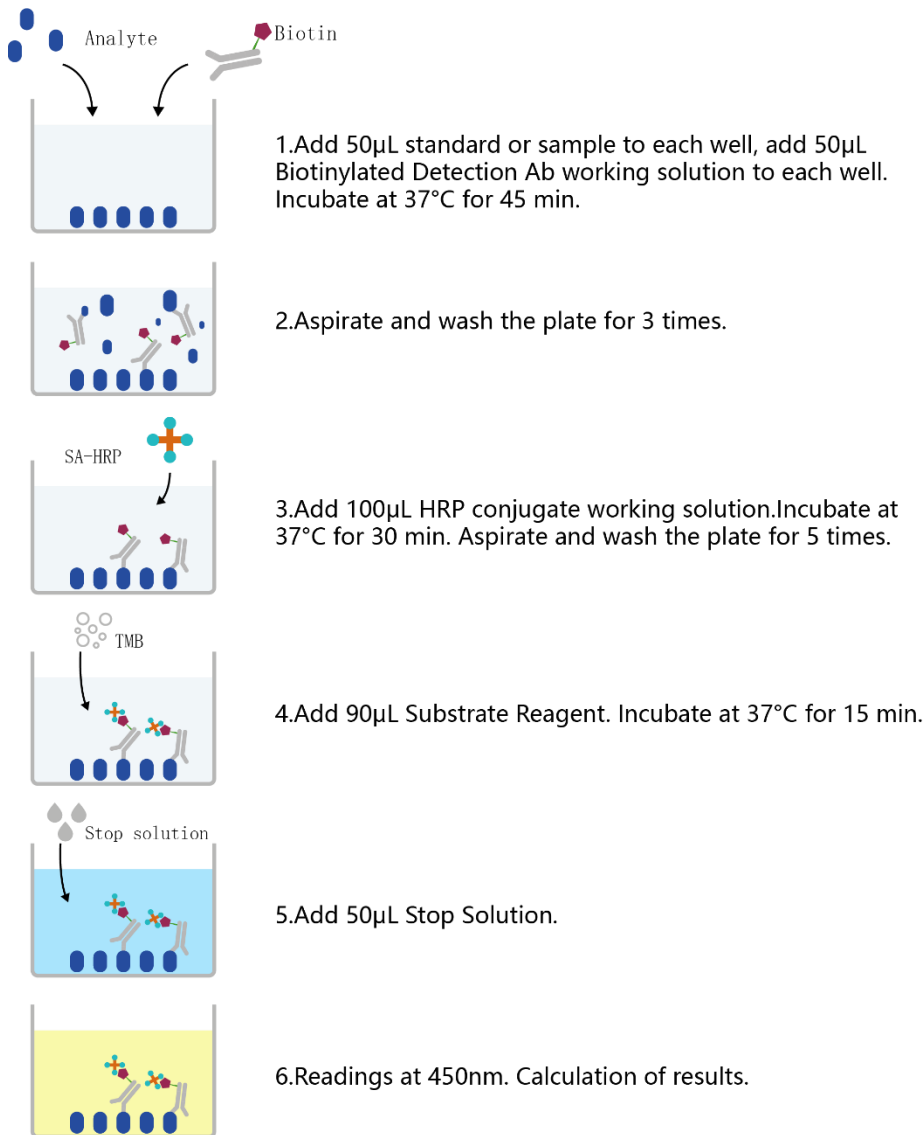 Analyte
Biotin
1.Add 50μL standard or sample to each well, add 50μL
Biotinylated Detection Ab working solution to each well.
Incubate at 37°C for 45 min.
2.Aspirate and wash the plate for 3 times.
SA-HRP
3.Add 100μL HRP conjugate working solution.Incubate at
37°C for 30 min. Aspirate and wash the plate for 5 times.
TMB
4.Add 90μL Substrate Reagent. Incubate at 37°C for 15 min.
Stop solution
5.Add 50μL Stop Solution.
6.Readings at 450nm. Calculation of results.